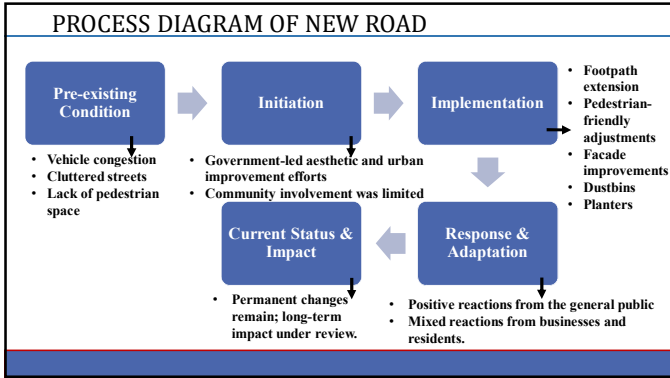 PROCESS DIAGRAM OF NEW ROAD
Pre-existing
Condition
• Vehicle congestion
• Cluttered streets
• Lack of pedestrian
space
Initiation
• Government-led aesthetic and urban
improvement efforts
• Community involvement was limited
Implementation
• Footpath
extension
• Pedestrian-
friendly
adjustments
• Facade
improvements
• Dustbins
• Planters
Response &
Adaptation
• Positive reactions from the general public
• Mixed reactions from businesses and
residents.
Current Status &
Impact
• Permanent changes
remain; long-term
impact under review.